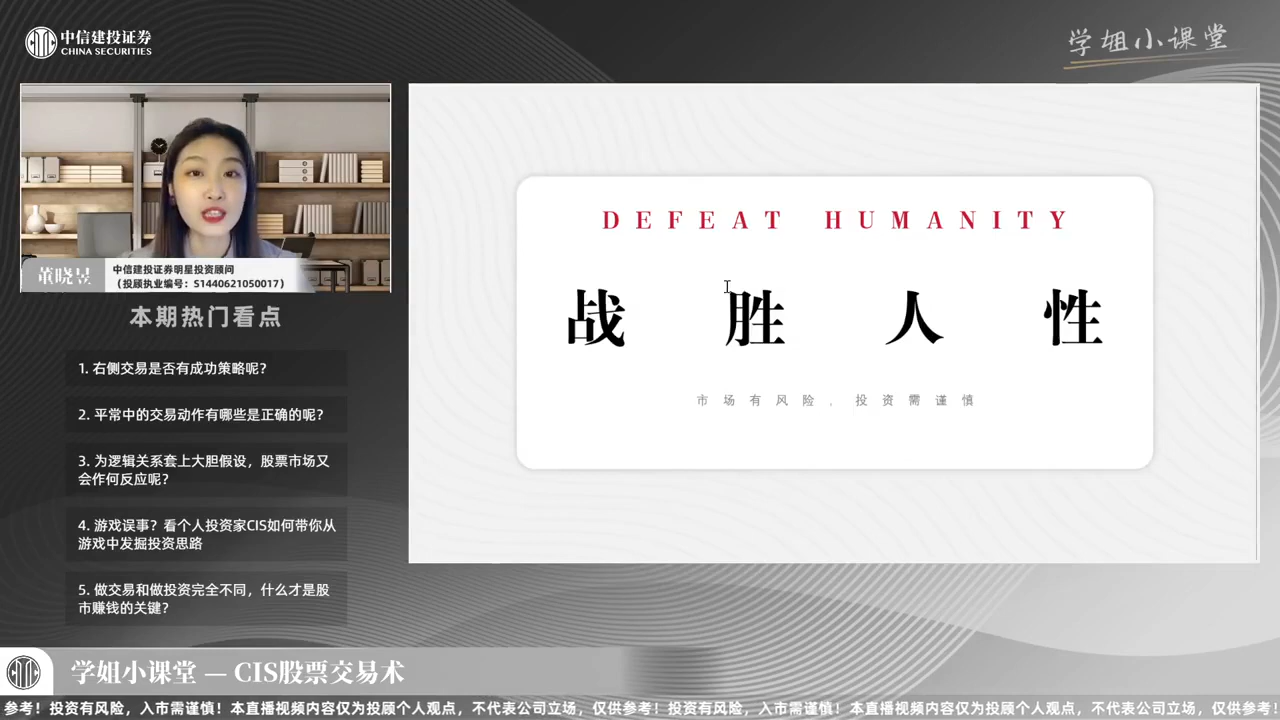 中信建投证券
CHINA SECURITIES
学姐小课堂
董晓昱
中信建投证券明星投资顾问
（投顾执业编号：S1440621050017）
本期热门看点
1. 右侧交易是否有成功策略呢？
2. 平常中的交易动作有哪些是正确的呢？
3. 为逻辑关系套上大胆假设，股票市场又
会作何反应呢？
4. 游戏误事？看个人投资家CIS如何带你从
游戏中发掘投资思路
5. 做交易和做投资完全不同，什么才是股
市赚钱的关键？
DEFEAT HUMANITY
战胜人性
市场有风险，投资需谨慎
学姐小课堂 — CIS股票交易术
参考！投资有风险，入市需谨慎！本直播视频内容仅为投顾个人观点，不代表公司立场，仅供参考！投资有风险，入市需谨慎！本直播视频内容仅为投顾个人观点，不代表公司立场，仅供参考！